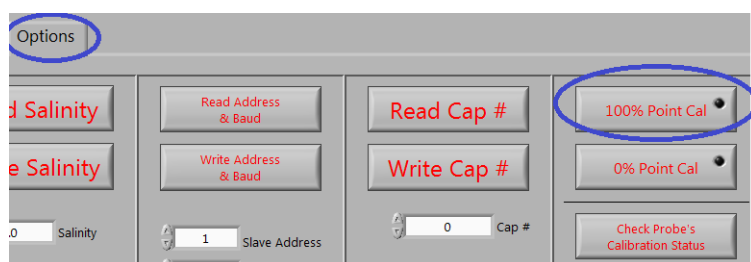 Options
d Salinity
Read Address
& Baud
Read Cap #
100% Point Cal
e Salinity
Write Address
& Baud
Write Cap #
0% Point Cal
.0 Salinity
1 Slave Address
0 Cap #
Check Probe's
Calibration Status